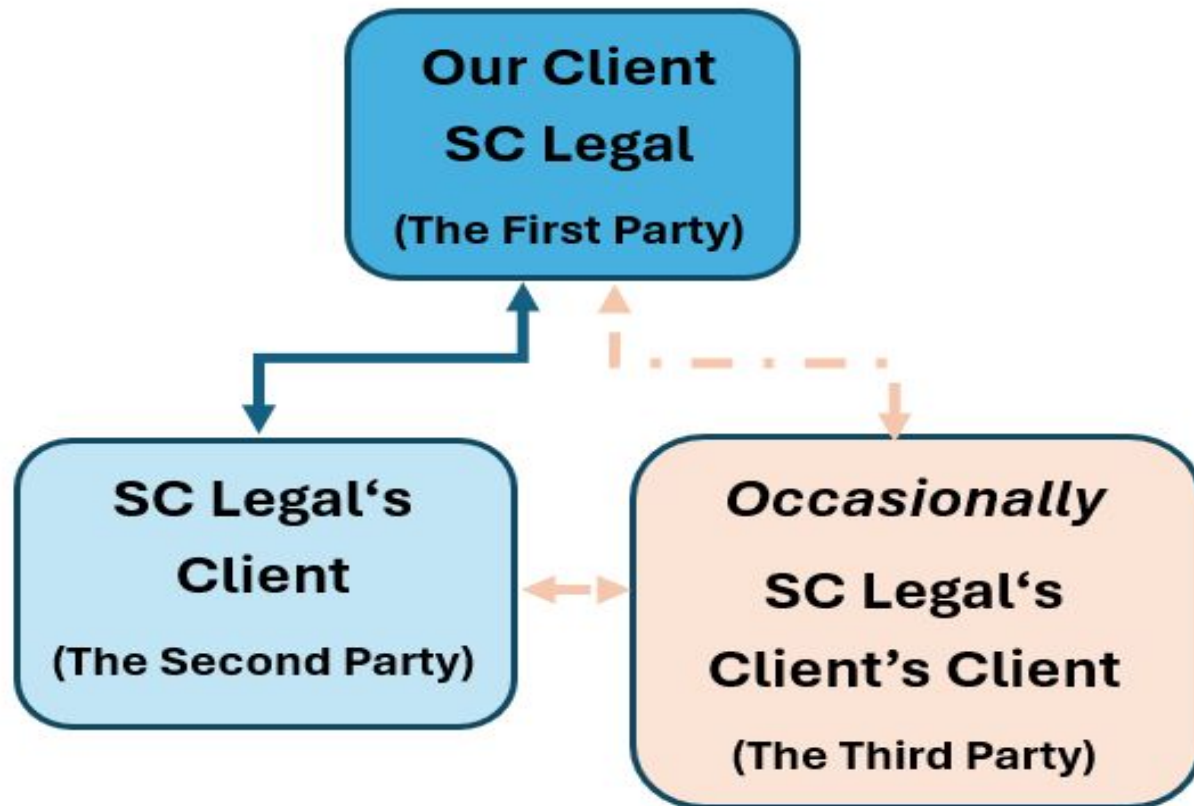 Our Client
SC Legal
(The First Party)
SC Legal‘s
Client
(The Second Party)
Occasionally
SC Legal‘s
Client’s Client
(The Third Party)